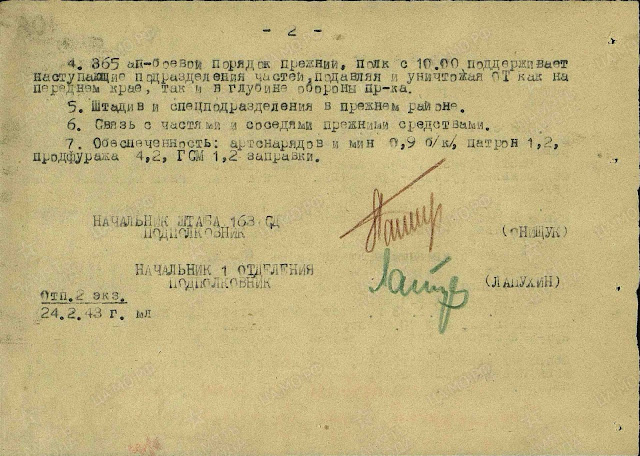 - 2 -
4. 365 ап-боевой порядок прежний, полк с 10.00 поддерживает
наступающие подразделения частей, подавляя и уничтожая ОТ как на
переднем крае, так и в глубине обороны пр-ка.
5. Штадив и спецподразделения в прежнем районе.
6. Связь с частями и соседями прежними средствами.
7. Обеспеченность: артснарядов и мин 0,9 б/к/, патрон 1,2,
продфуража 4,2, ГСМ 1,2 заправки.
НАЧАЛЬНИК ШТАБА 163 СД
ПОДПОЛКОВНИК
(ОНИЩУК)
НАЧАЛЬНИК 1 ОТДЕЛЕНИЯ
ПОДПОЛКОВНИК
(ЛАПУХИН)
Отп.2 экз.
24.2.43 г. мл